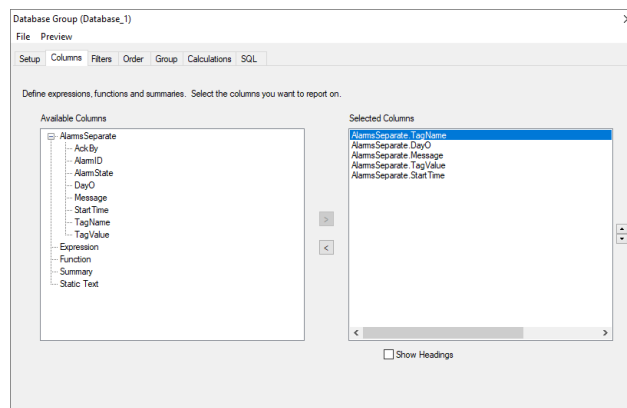 Database Group (Database_1)
File Preview
Setup Columns Filters Order Group Calculations SQL
Define expressions, functions and summaries. Select the columns you want to report on.
Available Columns
AlarmsSeparate
AckBy
AlarmID
AlarmState
DayO
Message
StartTime
TagName
TagValue
Expression
Function
Summary
Static Text
>
<
Selected Columns
AlarmsSeparate.TagName
AlarmsSeparate.DayO
AlarmsSeparate.Message
AlarmsSeparate.TagValue
AlarmsSeparate.StartTime
Show Headings